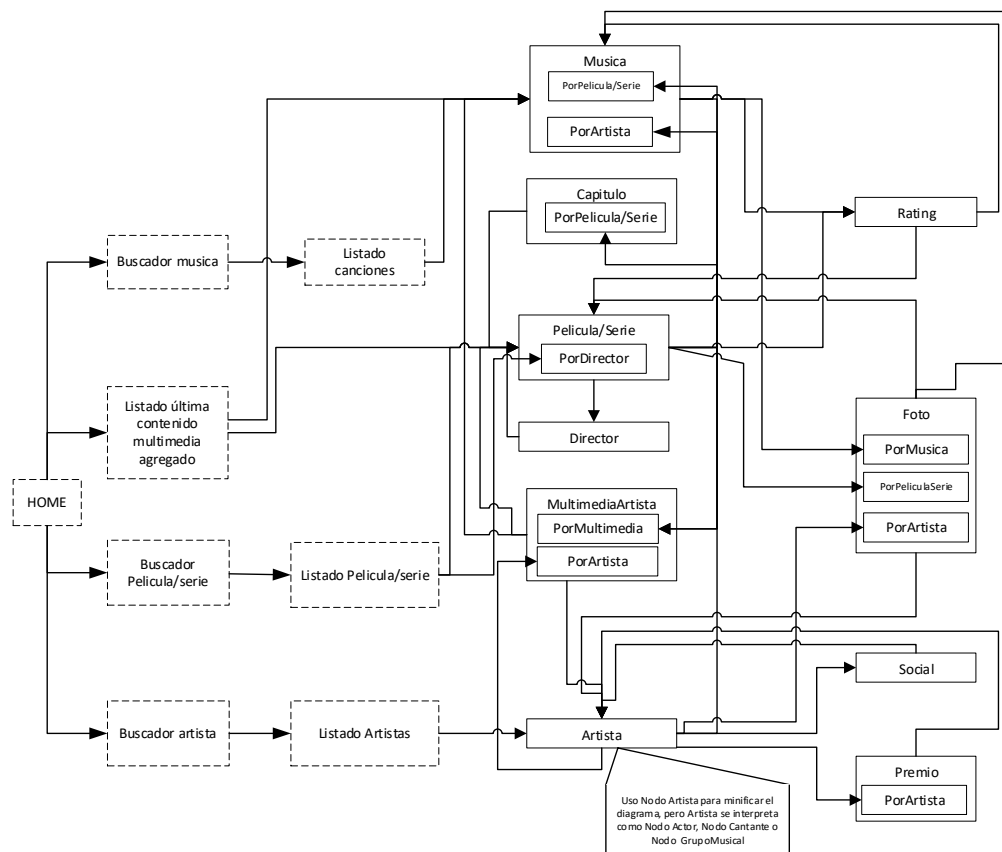 Musica
PorPelicula/Serie
PorArtista
Capitulo
PorPelicula/Serie
Rating
Buscador musica
Listado
canciones
Pelicula/Serie
PorDirector
Director
Listado última
contenido
multimedia
agregado
Foto
PorMusica
PorPeliculaSerie
PorArtista
HOME
MultimediaArtista
PorMultimedia
PorArtista
Buscador
Pelicula/serie
Listado Pelicula/serie
Social
Buscador artista
Listado Artistas
Artista
Premio
PorArtista
Uso Nodo Artista para minificar el
diagrama, pero Artista se interpreta
como Nodo Actor, Nodo Cantante o
Nodo GrupoMusical